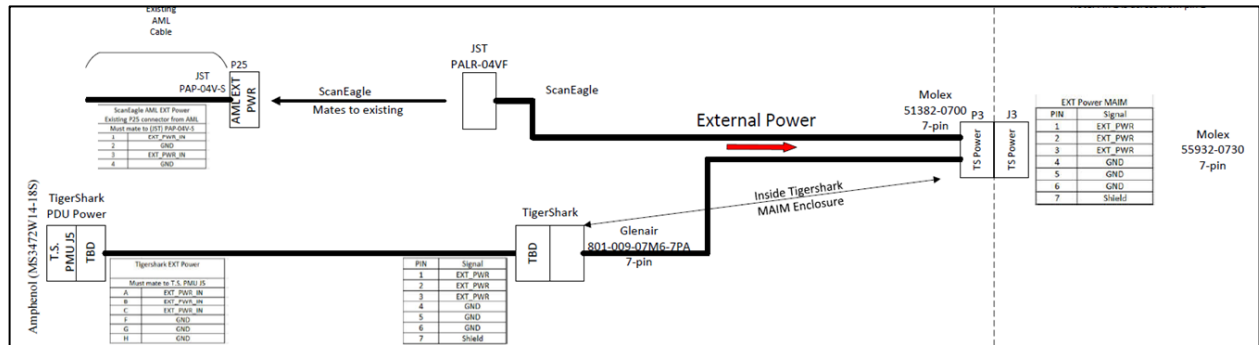 Existing
AML
Cable
JST
PAP-04V-S
P25
AML EXT
PWR
ScanEagle AML EXT Power
Existing P25 connector from AML
Must mate to (JST) PAP-04V-S
1 EXT_PWR_IN
2 GND
3 EXT_PWR_IN
4 GND
ScanEagle
Mates to existing
JST
PALR-04VF
ScanEagle
External Power
Molex
51382-0700
7-pin
P3
J3
TS Power
TS Power
EXT Power MAIM
PIN Signal
1 EXT_PWR
2 EXT_PWR
3 EXT_PWR
4 GND
5 GND
6 GND
7 Shield
Molex
55932-0730
7-pin
Amphenol (MS3472W14-18S)
TigerShark
PDU Power
T.S.
PMU J5
TBD
Tigershark EXT Power
Must mate to T.S. PMU J5
A EXT_PWR_IN
B EXT_PWR_IN
C EXT_PWR_IN
F GND
G GND
H GND
PIN Signal
1 EXT_PWR
2 EXT_PWR
3 EXT_PWR
4 GND
5 GND
6 GND
7 Shield
TigerShark
TBD
Glenair
801-009-07M6-7PA
7-pin
Inside Tigershark
MAIM Enclosure